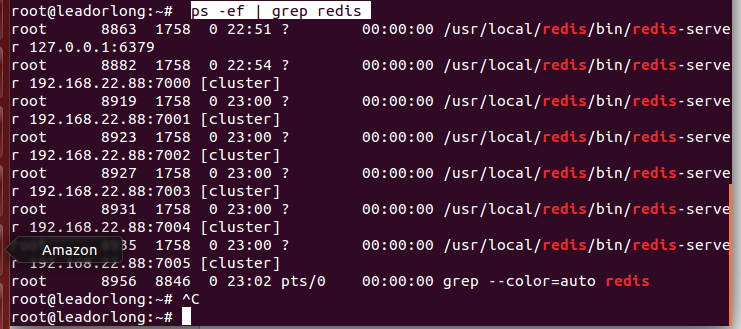 root@leadorlong:~#  ps -ef | grep redis
root      8863  1758  0 22:51 ?        00:00:00 /usr/local/redis/bin/redis-serve
r 127.0.0.1:6379
root      8882  1758  0 22:54 ?        00:00:00 /usr/local/redis/bin/redis-serve
r 192.168.22.88:7000 [cluster]
root      8919  1758  0 23:00 ?        00:00:00 /usr/local/redis/bin/redis-serve
r 192.168.22.88:7001 [cluster]
root      8923  1758  0 23:00 ?        00:00:00 /usr/local/redis/bin/redis-serve
r 192.168.22.88:7002 [cluster]
root      8927  1758  0 23:00 ?        00:00:00 /usr/local/redis/bin/redis-serve
r 192.168.22.88:7003 [cluster]
root      8931  1758  0 23:00 ?        00:00:00 /usr/local/redis/bin/redis-serve
r 192.168.22.88:7004 [cluster]
Amazon
1758  0 23:00 ?        00:00:00 /usr/local/redis/bin/redis-serve
r 192.168.22.88:7005 [cluster]
root      8956  8846  0 23:02 pts/0    00:00:00 grep --color=auto redis
root@leadorlong:~# ^C
root@leadorlong:~#